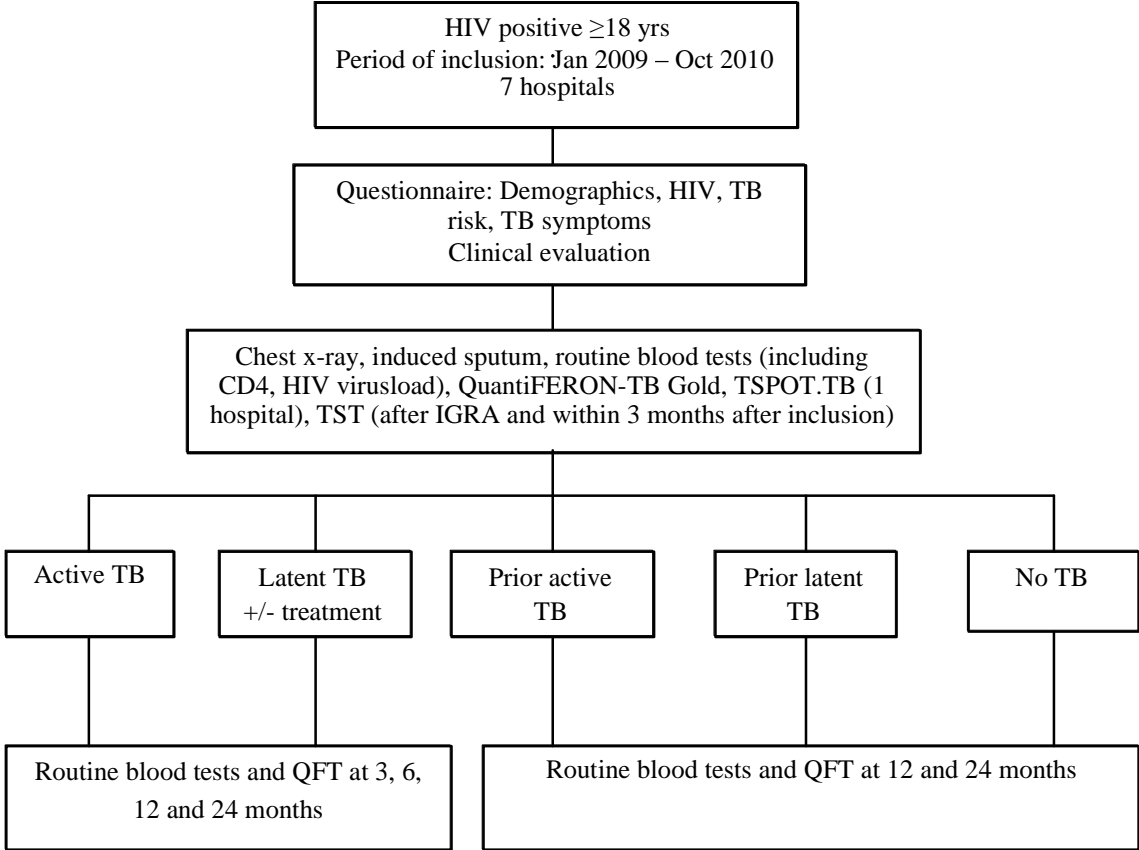 HIV positive ≥18 yrs
Period of inclusion: Jan 2009 – Oct 2010
7 hospitals
Questionnaire: Demographics, HIV, TB
risk, TB symptoms
Clinical evaluation
Chest x-ray, induced sputum, routine blood tests (including
CD4, HIV virusload), QuantiFERON-TB Gold, TSPOT.TB (1
hospital), TST (after IGRA and within 3 months after inclusion)
Active TB
Latent TB
+/- treatment
Prior active
TB
Prior latent
TB
No TB
Routine blood tests and QFT at 3, 6,
12 and 24 months
Routine blood tests and QFT at 12 and 24 months